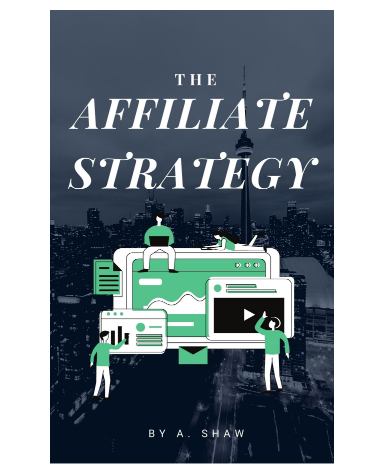 THE
AFFILIATE
STRATEGY
BY A. SHAW